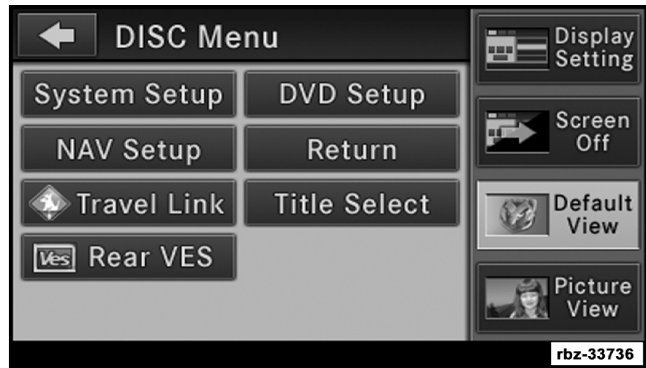 DISC Menu
System Setup
DVD Setup
NAV Setup
Return
Travel Link
Title Select
Ves
Rear VES
Display
Setting
Screen
Off
Default
View
Picture
View
rbz-33736